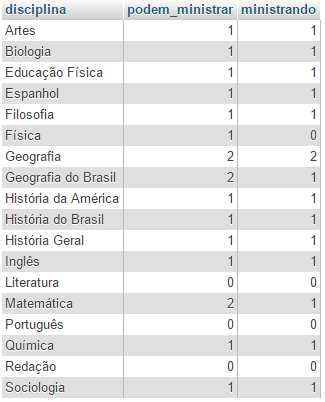 disciplina podem_ministrar ministrando
Artes 1 1
Biologia 1 1
Educação Física 1 1
Espanhol 1 1
Filosofia 1 1
Física 1 0
Geografia 2 2
Geografia do Brasil 2 1
História da América 1 1
História do Brasil 1 1
História Geral 1 1
Inglês 1 1
Literatura 0 0
Matemática 2 1
Português 0 0
Química 1 1
Redação 0 0
Sociologia 1 1